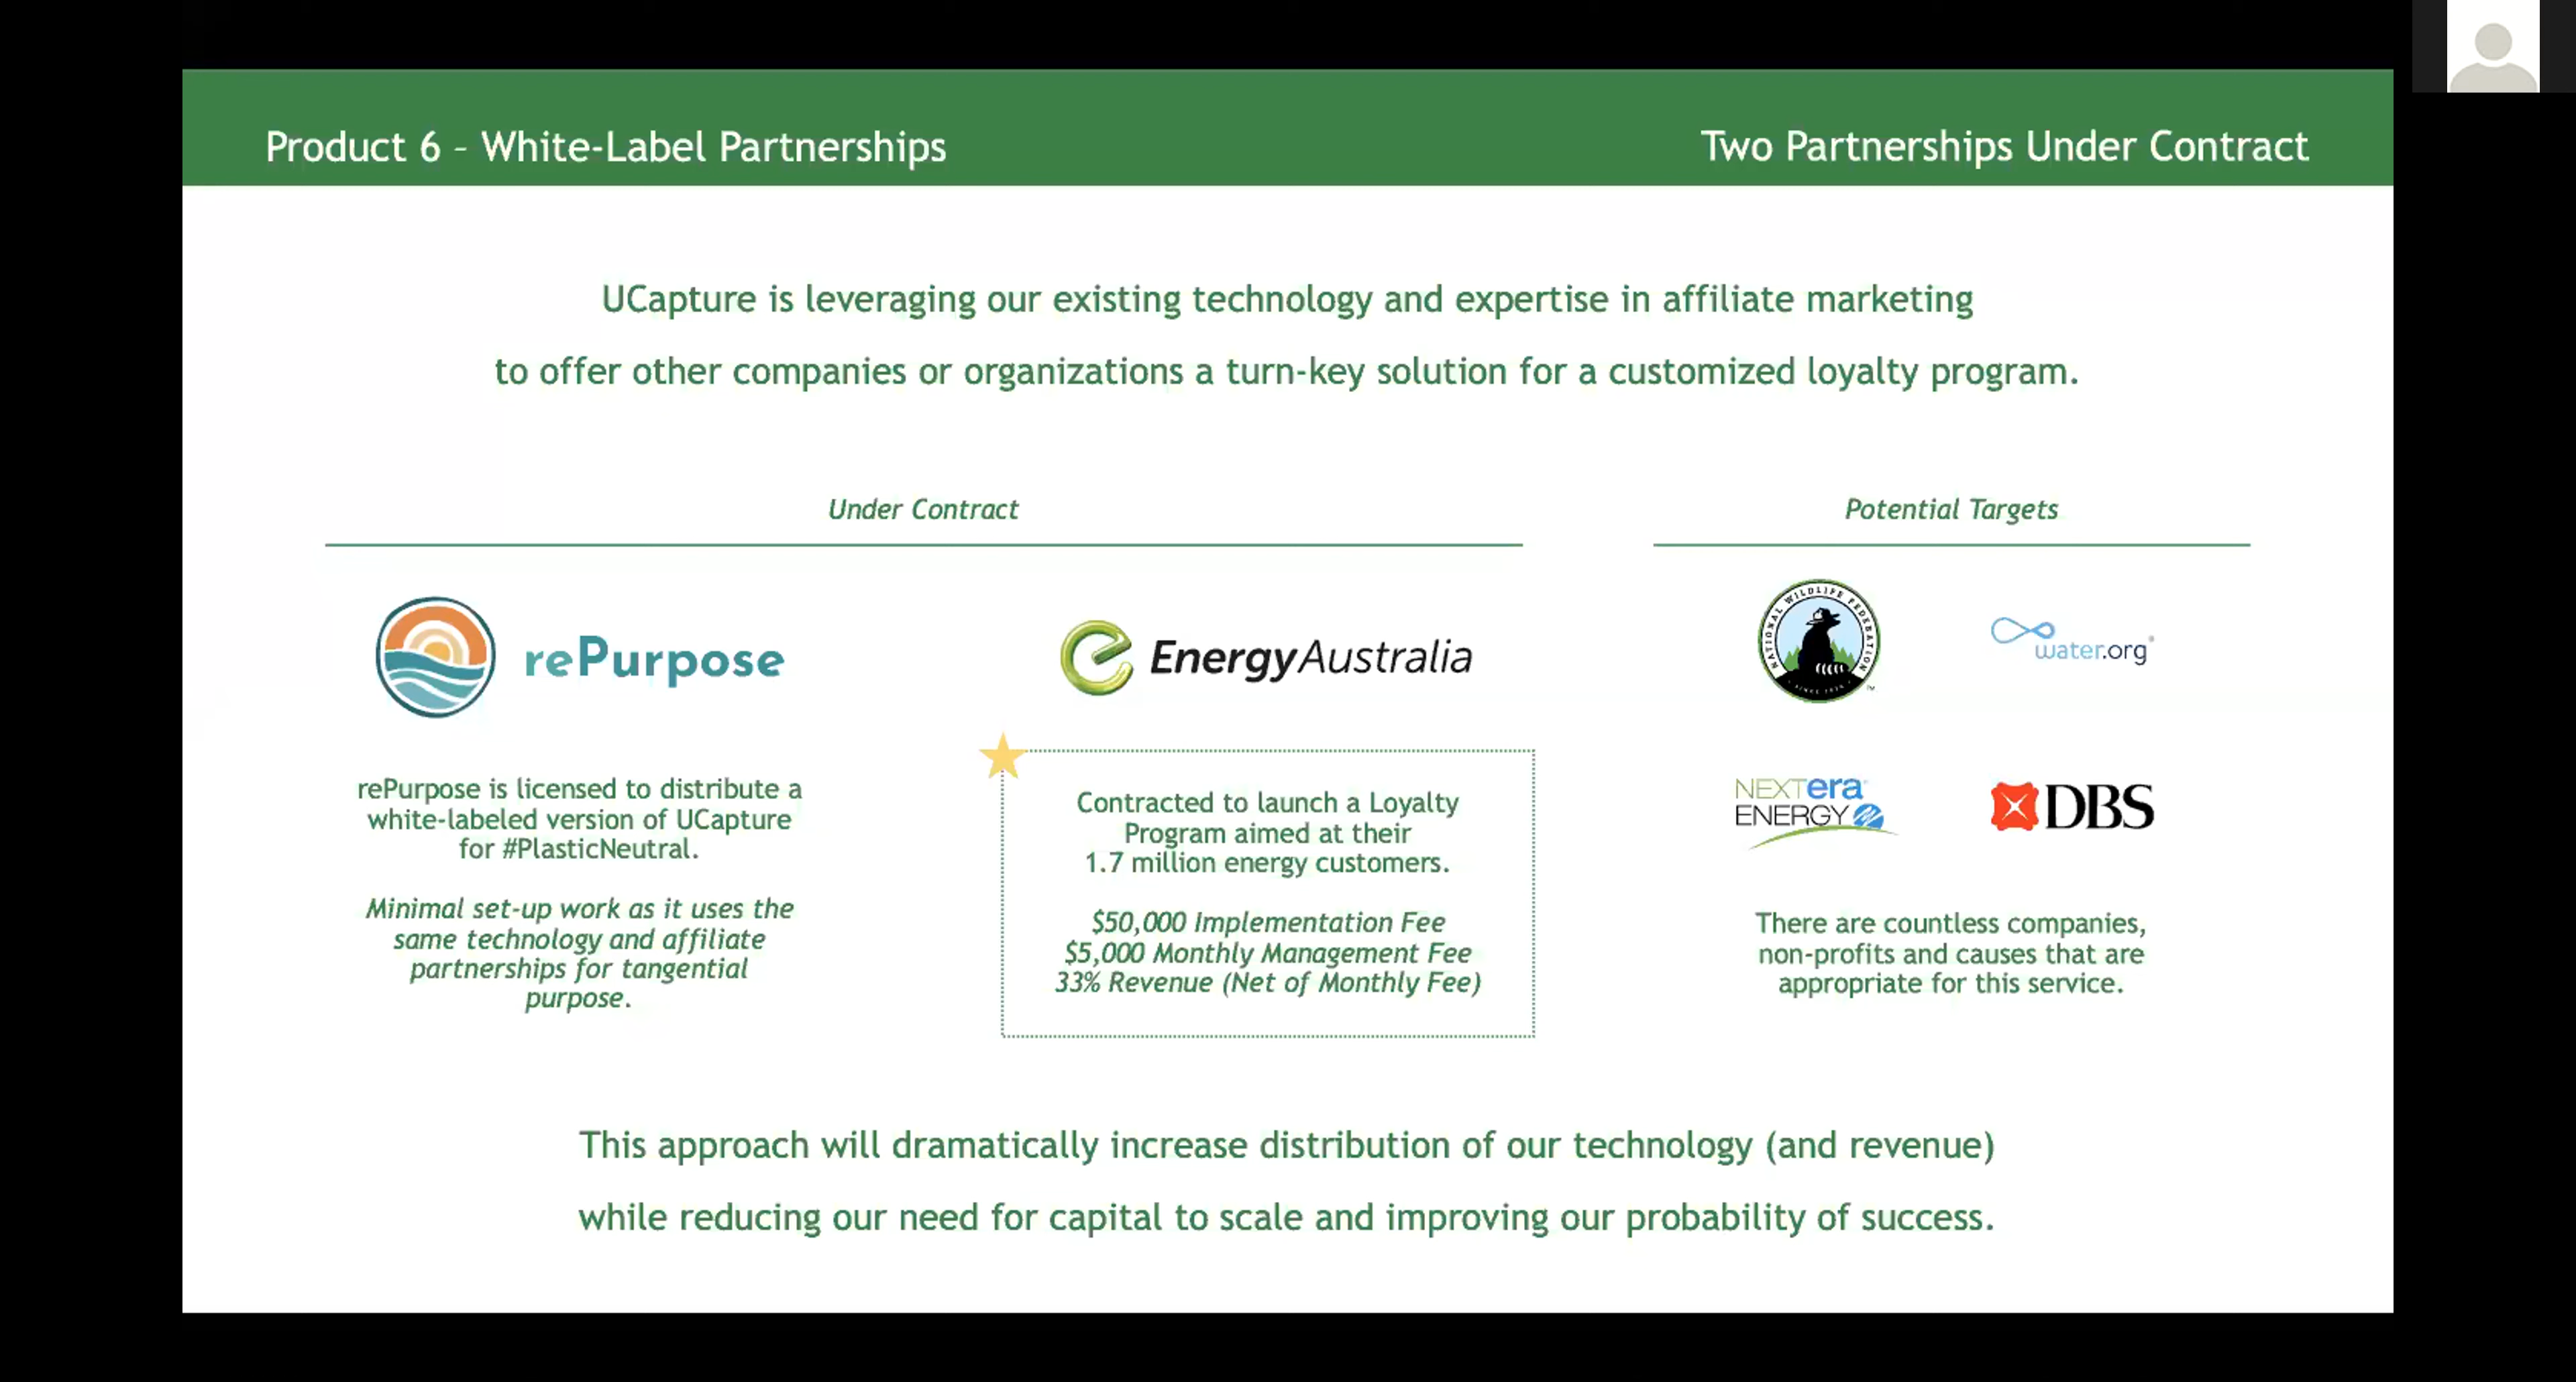 Product 6 – White-Label Partnerships
Two Partnerships Under Contract
UCapture is leveraging our existing technology and expertise in affiliate marketing
to offer other companies or organizations a turn-key solution for a customized loyalty program.
Under Contract
rePurpose
EnergyAustralia
rePurpose is licensed to distribute a
white-labeled version of UCapture
for #PlasticNeutral.
Minimal set-up work as it uses the
same technology and affiliate
partnerships for tangential
purpose.
Contracted to launch a Loyalty
Program aimed at their
1.7 million energy customers.
$50,000 Implementation Fee
$5,000 Monthly Management Fee
33% Revenue (Net of Monthly Fee)
Potential Targets
NATIONAL WILDLIFE FEDERATION
™
water.org®
NEXTera
ENERGY
DBS
There are countless companies,
non-profits and causes that are
appropriate for this service.
This approach will dramatically increase distribution of our technology (and revenue)
while reducing our need for capital to scale and improving our probability of success.